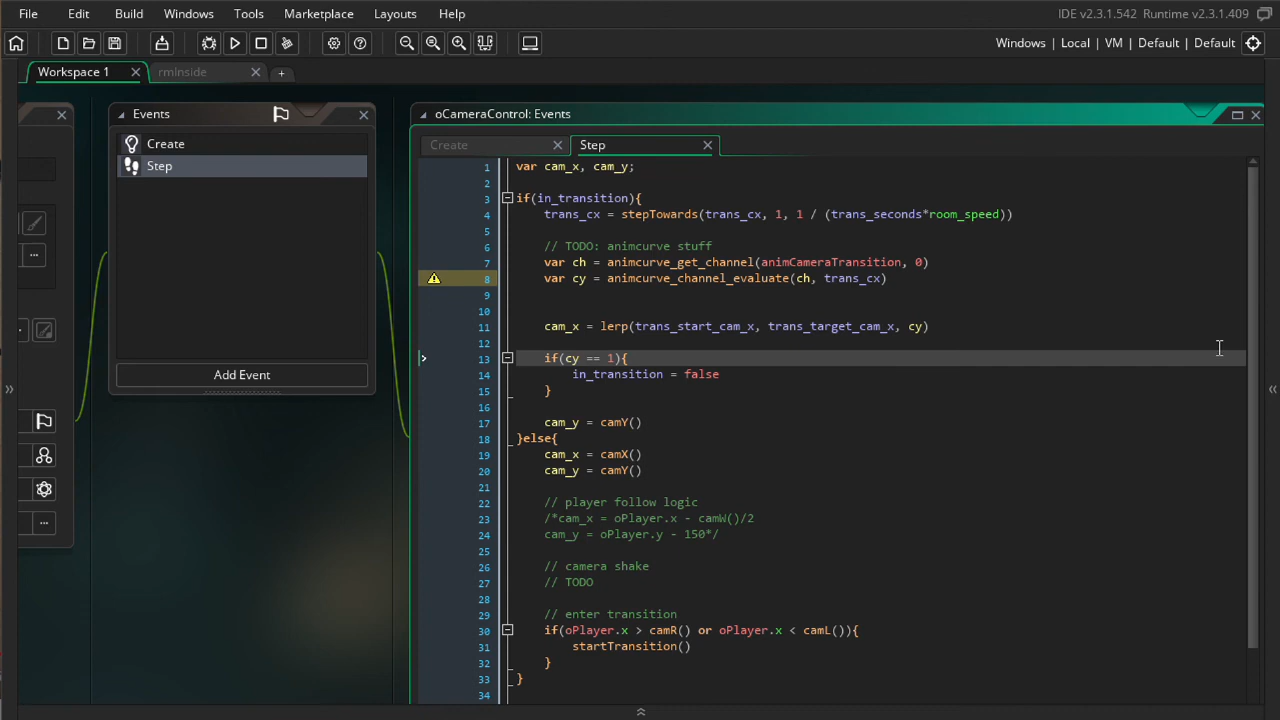 File Edit Build Windows Tools Marketplace Layouts Help IDE v2.3.1.542 Runtime v2.3.1.409
Windows | Local | VM | Default | Default
Workspace 1 rmInside
Events
Create
Step
Add Event
oCameraControl: Events
Create Step
1 var cam_x, cam_y;
2
3 if(in_transition){
4 trans_cx = stepTowards(trans_cx, 1, 1 / (trans_seconds*room_speed))
5
6 // TODO: animcurve stuff
7 var ch = animcurve_get_channel(animCameraTransition, 0)
8 var cy = animcurve_channel_evaluate(ch, trans_cx)
9
10
11 cam_x = lerp(trans_start_cam_x, trans_target_cam_x, cy)
12
13 if(cy == 1){
14 in_transition = false
15 }
16
17 cam_y = camY()
18 }else{
19 cam_x = camX()
20 cam_y = camY()
21
22 // player follow logic
23 /*cam_x = oPlayer.x - camW()/2
24 cam_y = oPlayer.y - 150*/
25
26 // camera shake
27 // TODO
28
29 // enter transition
30 if(oPlayer.x > camR() or oPlayer.x < camL()){
31 startTransition()
32 }
33 }
34